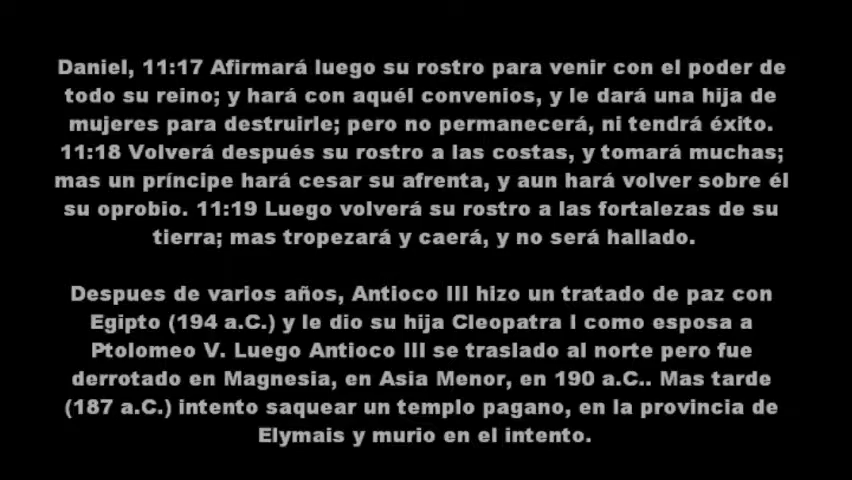 Daniel, 11:17 Afirmará luego su rostro para venir con el poder de
todo su reino; y hará con aquél convenios, y le dará una hija de
mujeres para destruirle; pero no permanecerá, ni tendrá éxito.
11:18 Volverá después su rostro a las costas, y tomará muchas;
mas un príncipe hará cesar su afrenta, y aun hará volver sobre él
su oprobio. 11:19 Luego volverá su rostro a las fortalezas de su
tierra; mas tropezará y caerá, y no será hallado.
Despues de varios años, Antioco III hizo un tratado de paz con
Egipto (194 a.C.) y le dio su hija Cleopatra I como esposa a
Ptolomeo V. Luego Antioco III se traslado al norte pero fue
derrotado en Magnesia, en Asia Menor, en 190 a.C.. Mas tarde
(187 a.C.) intento saquear un templo pagano, en la provincia de
Elymais y murio en el intento.